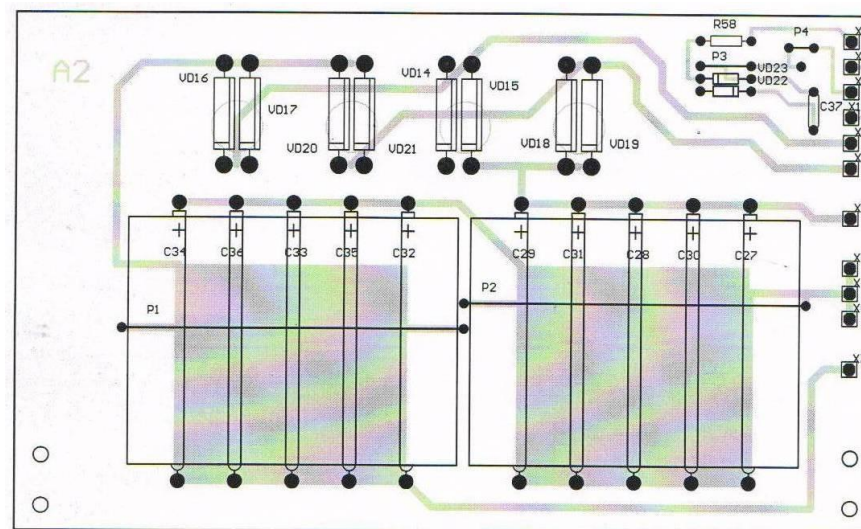 A2
R58
P4
X
P3
VD16
VD14
VD23
VD15
VD22
X
VD17
C37
X1
VD20
VD21
VD18
VD19
X
X
X
C34
C36
C33
C35
C32
C29
C31
C28
C30
C27
X
X
X
P1
P2
X